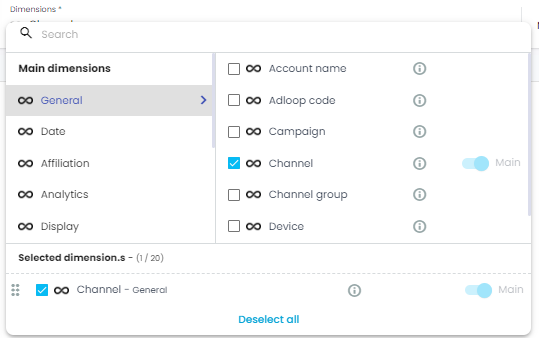 Dimensions *
Search
Main dimensions
General
Date
Affiliation
Analytics
Display
Account name
Adloop code
Campaign
Channel
Main
Channel group
Device
Selected dimension.s - (1 / 20)
Channel - General
Main
Deselect all